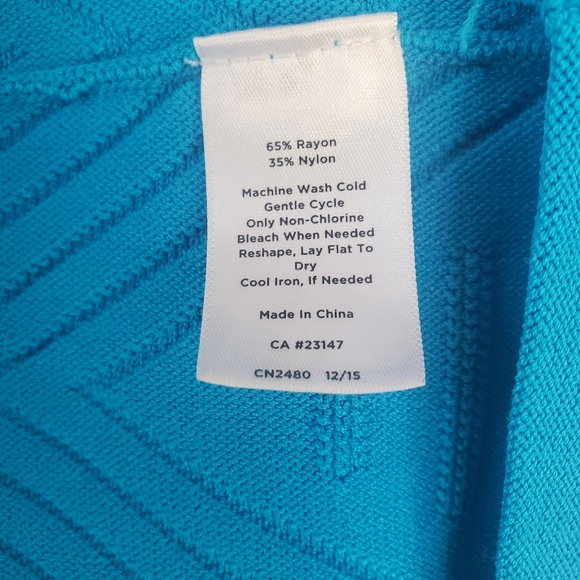 65% Rayon
35% Nylon
Machine Wash Cold
Gentle Cycle
Only Non-Chlorine
Bleach When Needed
Reshape, Lay Flat To
Dry
Cool Iron, If Needed
Made In China
CA #23147
CN2480 12/15